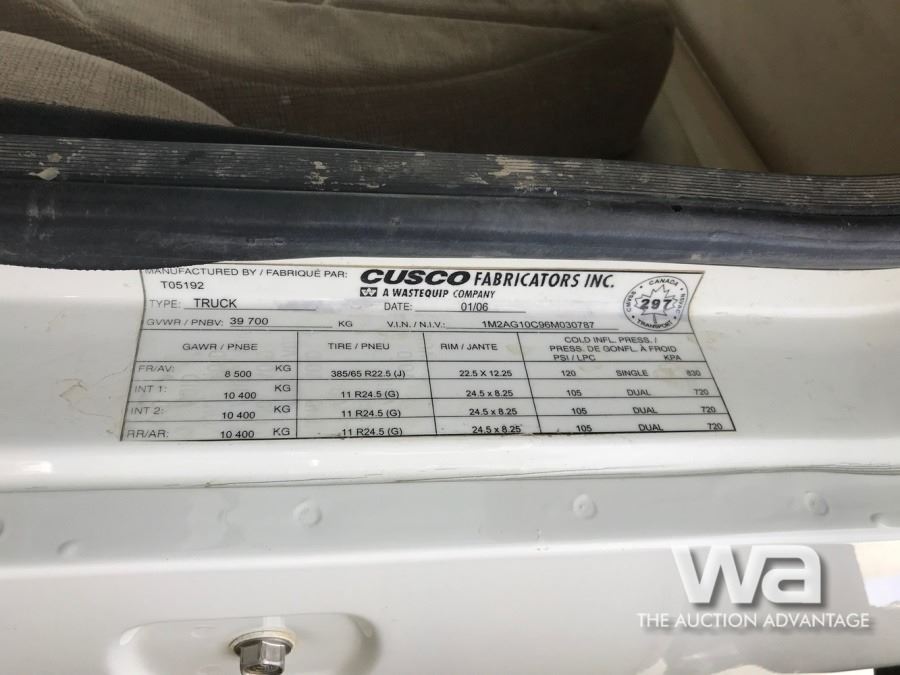 MANUFACTURED BY / FABRIQUÉ PAR: CUSCO FABRICATORS INC.
T05192
A WASTEQUIP COMPANY
TYPE: TRUCK DATE: 01/06
GVWR / PNBV: 39 700 KG V.I.N. / N.I.V.: 1M2AG10C96M030787
CANADA
CMVSS 297 NSVAC
TRANSPORT
GAWR / PNBE TIRE / PNEU RIM / JANTE COLD INFL. PRESS. /
PRESS. DE GONFL. À FROID
PSI / LPC KPA
FR/AV: 8 500 KG 385/65 R22.5 (J) 22.5 X 12.25 120 SINGLE 830
INT 1: 10 400 KG 11 R24.5 (G) 24.5 x 8.25 105 DUAL 720
INT 2: 10 400 KG 11 R24.5 (G) 24.5 x 8.25 105 DUAL 720
RR/AR: 10 400 KG 11 R24.5 (G) 24.5 x 8.25 105 DUAL 720
wa
THE AUCTION ADVANTAGE